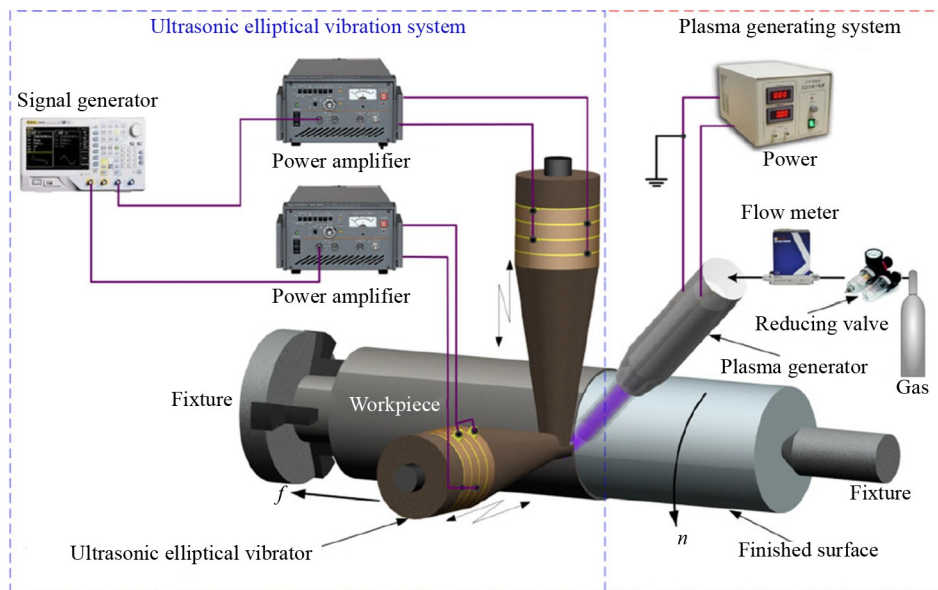 Ultrasonic elliptical vibration system
Plasma generating system
Signal generator
Power amplifier
Power
Flow meter
Power amplifier
Reducing valve
Plasma generator
Gas
Fixture
Workpiece
f
Fixture
n
Ultrasonic elliptical vibrator
Finished surface